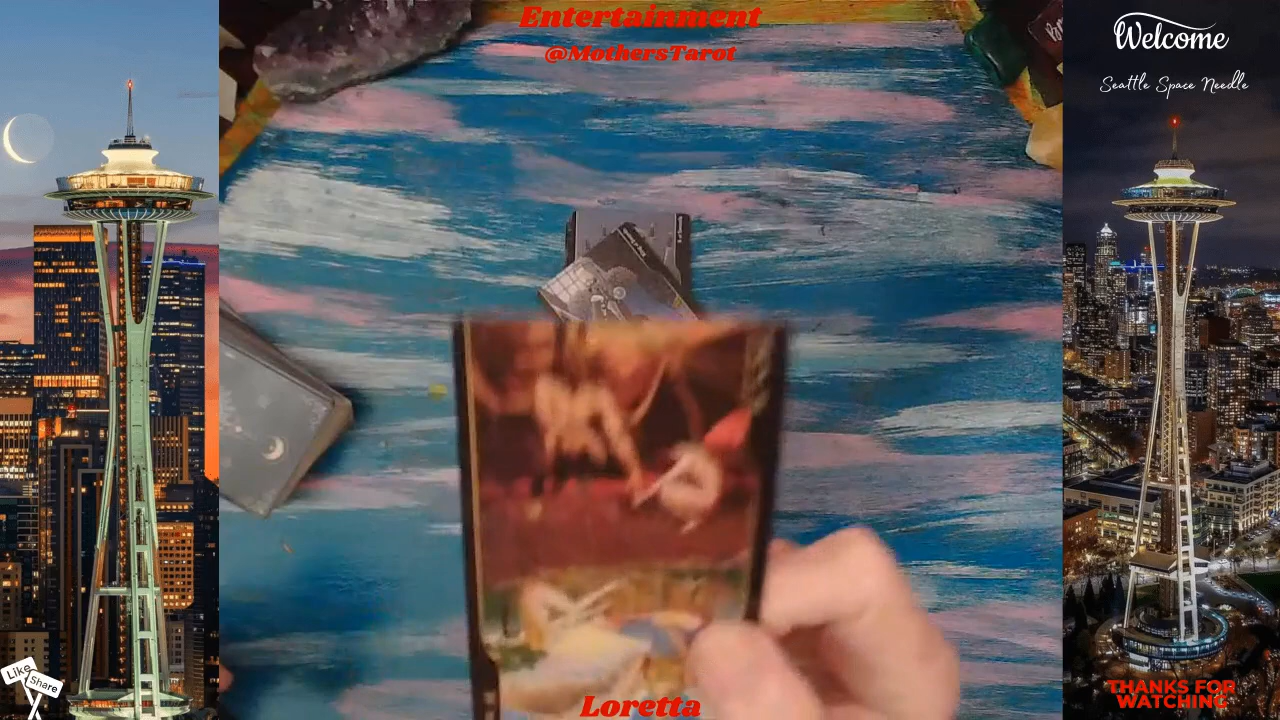 Entertainment
@MothersTarot
Welcome
Seattle Space Needle
Like
Share
Loretta
THANKS FOR
WATCHING